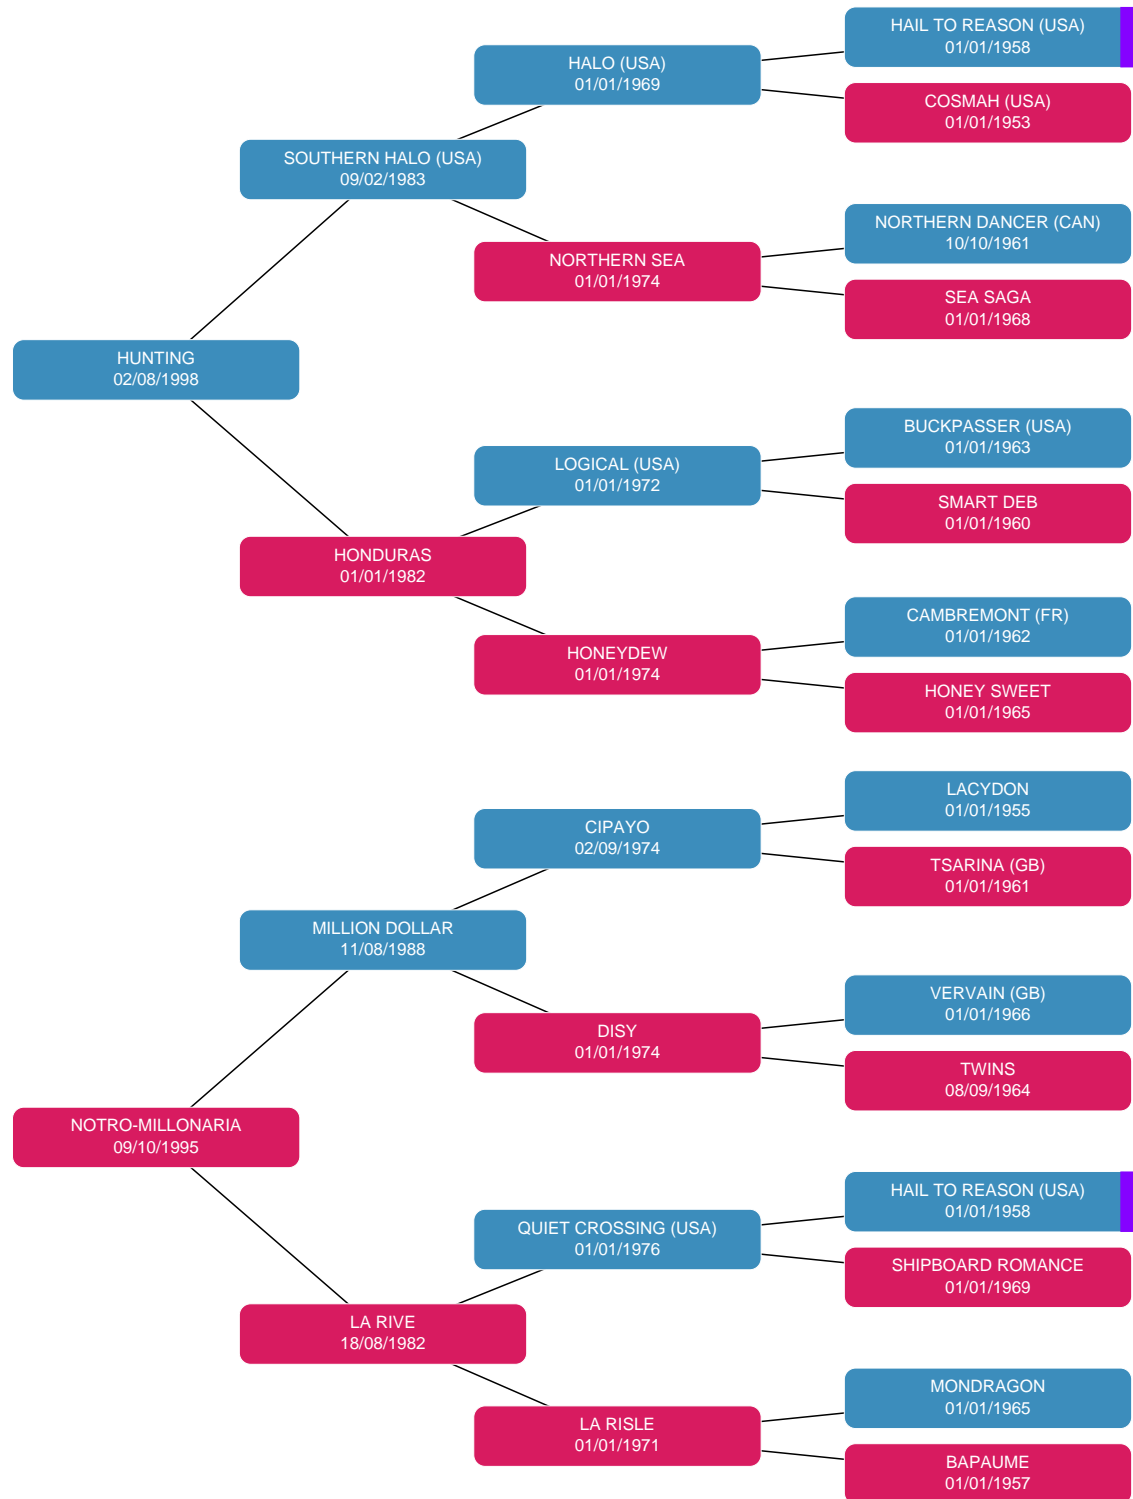 HAIL TO REASON (USA)
01/01/1958
HALO (USA)
01/01/1969
COSMAH (USA)
01/01/1953
SOUTHERN HALO (USA)
09/02/1983
NORTHERN DANCER (CAN)
10/10/1961
NORTHERN SEA
01/01/1974
SEA SAGA
01/01/1968
HUNTING
02/08/1998
BUCKPASSER (USA)
01/01/1963
LOGICAL (USA)
01/01/1972
SMART DEB
01/01/1960
HONDURAS
01/01/1982
CAMBREMONT (FR)
01/01/1962
HONEYDEW
01/01/1974
HONEY SWEET
01/01/1965
LACYDON
01/01/1955
CIPAYO
02/09/1974
TSARINA (GB)
01/01/1961
MILLION DOLLAR
11/08/1988
VERVAIN (GB)
01/01/1966
DISY
01/01/1974
TWINS
08/09/1964
NOTRO-MILLONARIA
09/10/1995
HAIL TO REASON (USA)
01/01/1958
QUIET CROSSING (USA)
01/01/1976
SHIPBOARD ROMANCE
01/01/1969
LA RIVE
18/08/1982
MONDRAGON
01/01/1965
LA RISLE
01/01/1971
BAPAUME
01/01/1957